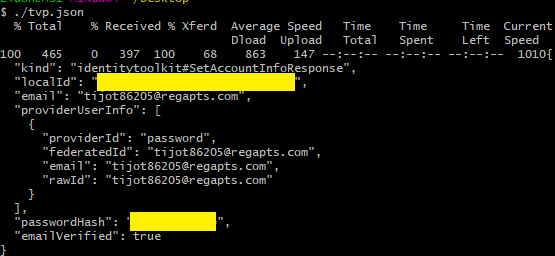 $ ./tvp.json
% Total % Received % Xferd Average Speed Time Time Time Current
Dload Upload Total Spent Left Speed
100 465 0 397 100 68 863 147 --:--:-- --:--:-- --:--:-- 1010{
"kind": "identitytoolkit#SetAccountInfoResponse",
"localId": "",
"email": "tijot86205@regapts.com",
"providerUserInfo": [
{
"providerId": "password",
"federatedId": "tijot86205@regapts.com",
"email": "tijot86205@regapts.com",
"rawId": "tijot86205@regapts.com"
}
],
"passwordHash": "",
"emailVerified": true
}